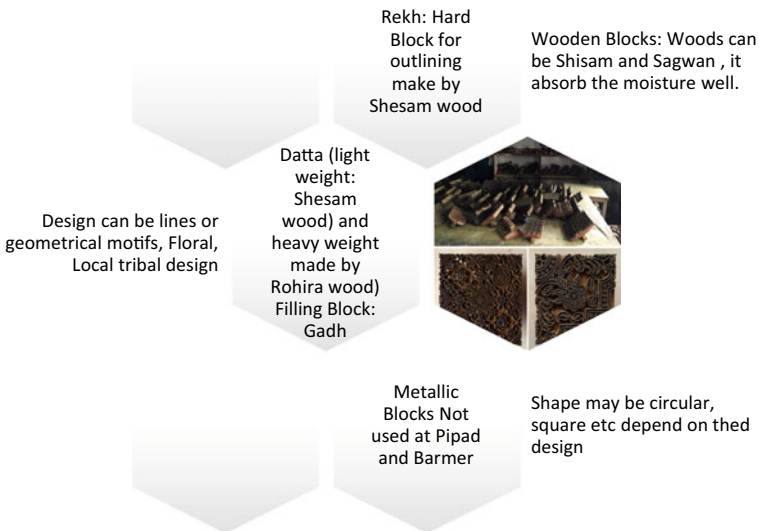 Rekh: Hard
Block for
outlining
make by
Shesam wood
Wooden Blocks: Woods can
be Shisam and Sagwan , it
absorb the moisture well.
Design can be lines or
geometrical motifs, Floral,
Local tribal design
Datta (light
weight:
Shesam
wood) and
heavy weight
made by
Rohira wood)
Filling Block:
Gadh
Metallic
Blocks Not
used at Pipad
and Barmer
Shape may be circular,
square etc depend on thed
design